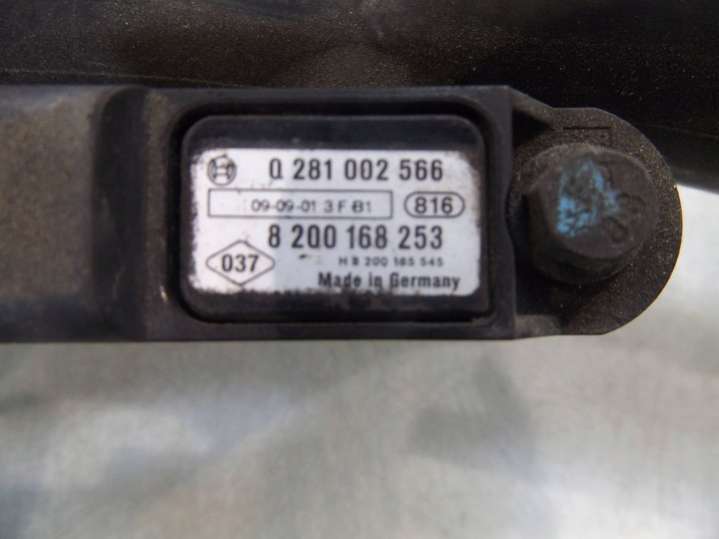 0 281 002 566
09-09-01 3 F B1
816
8 200 168 253
037
H 8 200 165 545
Made in Germany